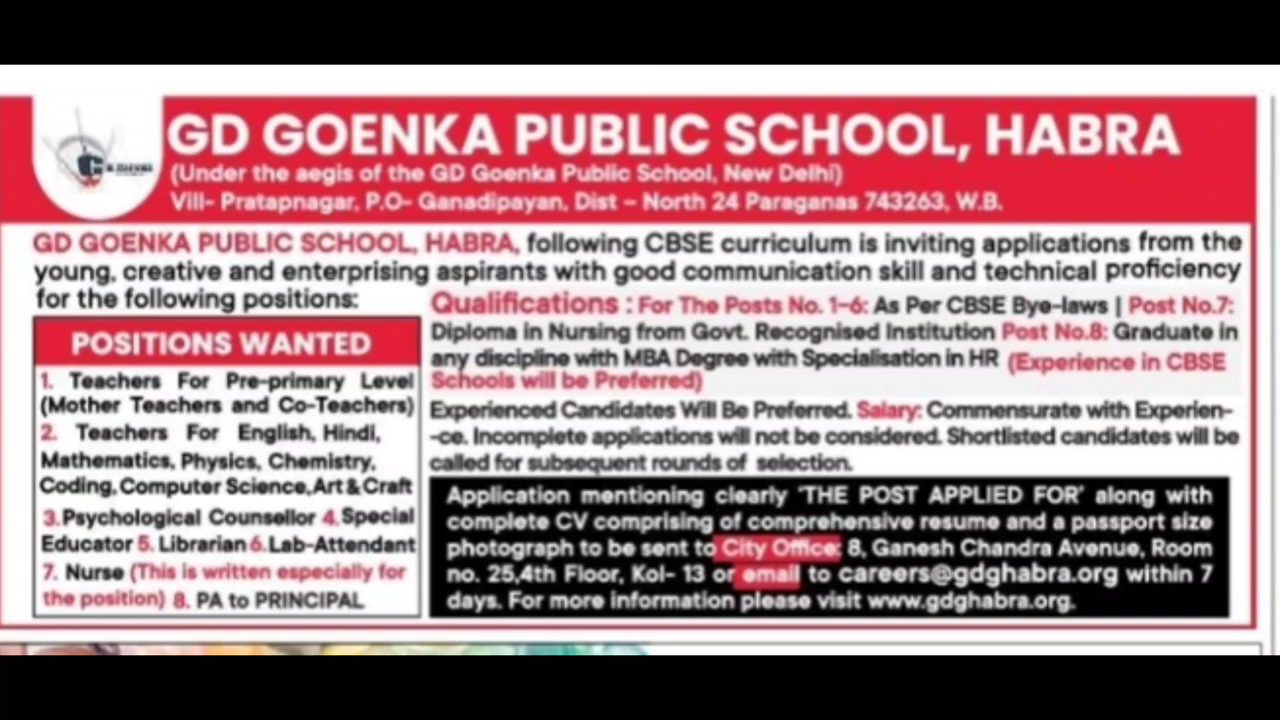 GD GOENKA PUBLIC SCHOOL, HABRA
(Under the aegis of the GD Goenka Public School, New Delhi)
Vill- Pratapnagar, P.O- Ganadipayan, Dist – North 24 Paraganas 743263, W.B.
GD GOENKA PUBLIC SCHOOL, HABRA, following CBSE curriculum is inviting applications from the
young, creative and enterprising aspirants with good communication skill and technical proficiency
for the following positions:
POSITIONS WANTED
1. Teachers For Pre-primary Level
(Mother Teachers and Co-Teachers)
2. Teachers For English, Hindi,
Mathematics, Physics, Chemistry,
Coding, Computer Science, Art & Craft
3. Psychological Counsellor 4. Special
Educator 5. Librarian 6. Lab-Attendant
7. Nurse (This is written especially for
the position) 8. PA to PRINCIPAL
Qualifications : For The Posts No. 1–6: As Per CBSE Bye-laws | Post No.7:
Diploma in Nursing from Govt. Recognised Institution Post No.8: Graduate in
any discipline with MBA Degree with Specialisation in HR (Experience in CBSE
Schools will be Preferred)
Experienced Candidates Will Be Preferred. Salary: Commensurate with Experien-
-ce. Incomplete applications will not be considered. Shortlisted candidates will be
called for subsequent rounds of selection.
Application mentioning clearly 'THE POST APPLIED FOR' along with
complete CV comprising of comprehensive resume and a passport size
photograph to be sent to City Office: 8, Ganesh Chandra Avenue, Room
no. 25,4th Floor, Kol- 13 or email to careers@gdghabra.org within 7
days. For more information please visit www.gdghabra.org.